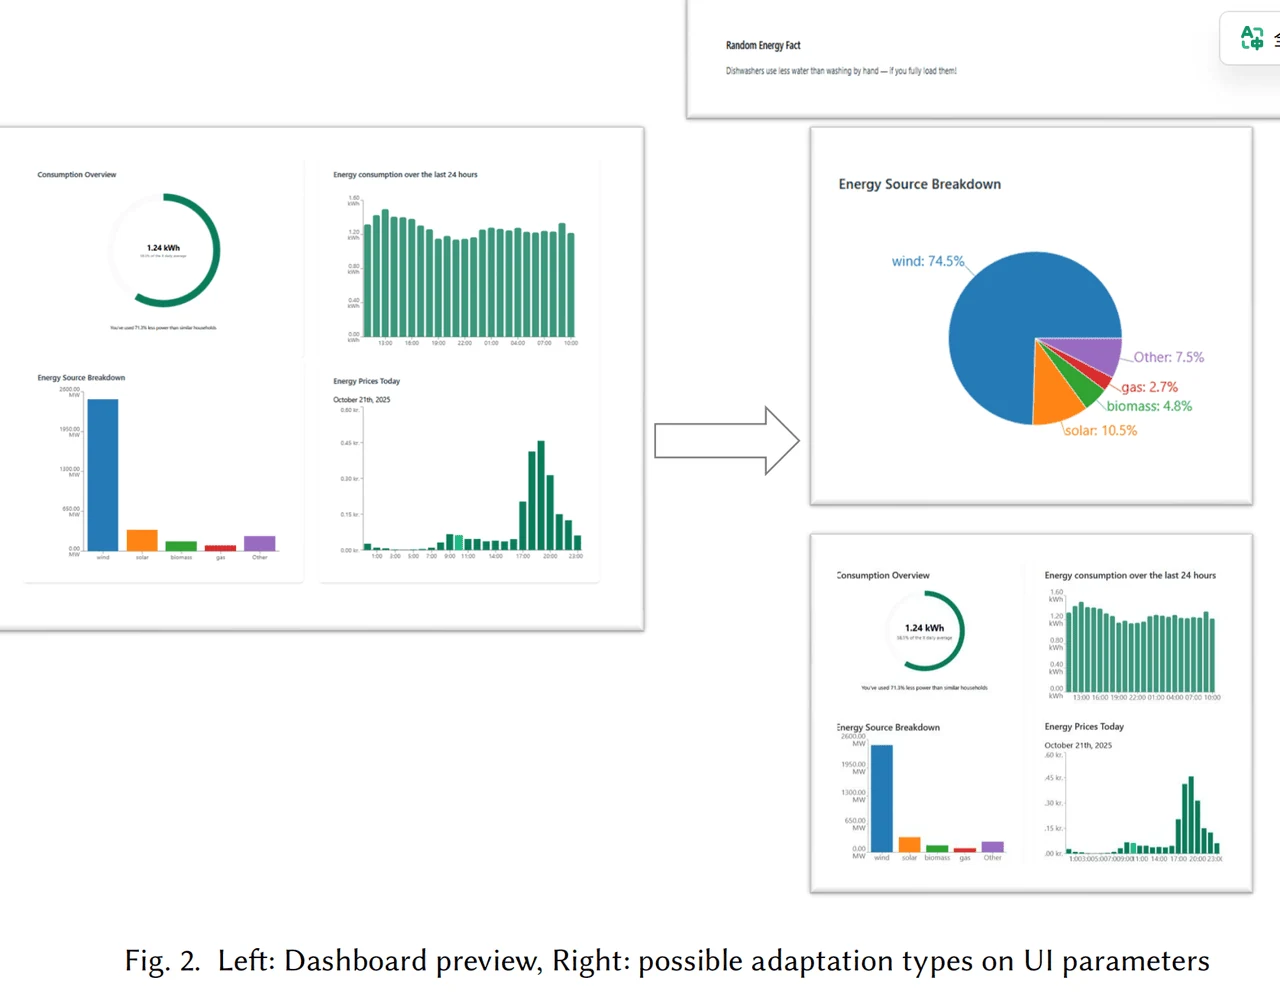 Random Energy Fact
Dishwashers use less water than washing by hand — if you fully load them!
Consumption Overview
1.24 kWh
You've used 71.3% less power than similar households
Energy consumption over the last 24 hours
1.60 kWh
1.20 kWh
0.80 kWh
0.40 kWh
0.00 kWh
13:00 16:00 19:00 22:00 01:00 04:00 07:00 10:00
Energy Source Breakdown
2600.00 MW
1950.00 MW
1300.00 MW
650.00 MW
0.00 MW
wind solar biomass gas Other
Energy Prices Today
October 21th, 2025
0.60 kr.
0.45 kr.
0.30 kr.
0.15 kr.
0.00 kr.
1:00 3:00 5:00 7:00 9:00 11:00 14:00 17:00 20:00 23:00
Energy Source Breakdown
wind: 74.5%
Other: 7.5%
gas: 2.7%
biomass: 4.8%
solar: 10.5%
Consumption Overview
1.24 kWh
You've used 71.3% less power than similar households
Energy consumption over the last 24 hours
1.60 kWh
1.20 kWh
0.80 kWh
0.40 kWh
0.00 kWh
13:00 16:00 19:00 22:00 01:00 04:00 07:00 10:00
Energy Source Breakdown
2600.00 MW
1950.00 MW
1300.00 MW
650.00 MW
0.00 MW
wind solar biomass gas Other
Energy Prices Today
October 21th, 2025
.60 kr.
.45 kr.
.30 kr.
.15 kr.
.00 kr.
1:00 3:00 5:00 7:00 9:00 11:00 14:00 17:00 20:00 23:00
Fig. 2. Left: Dashboard preview, Right: possible adaptation types on UI parameters